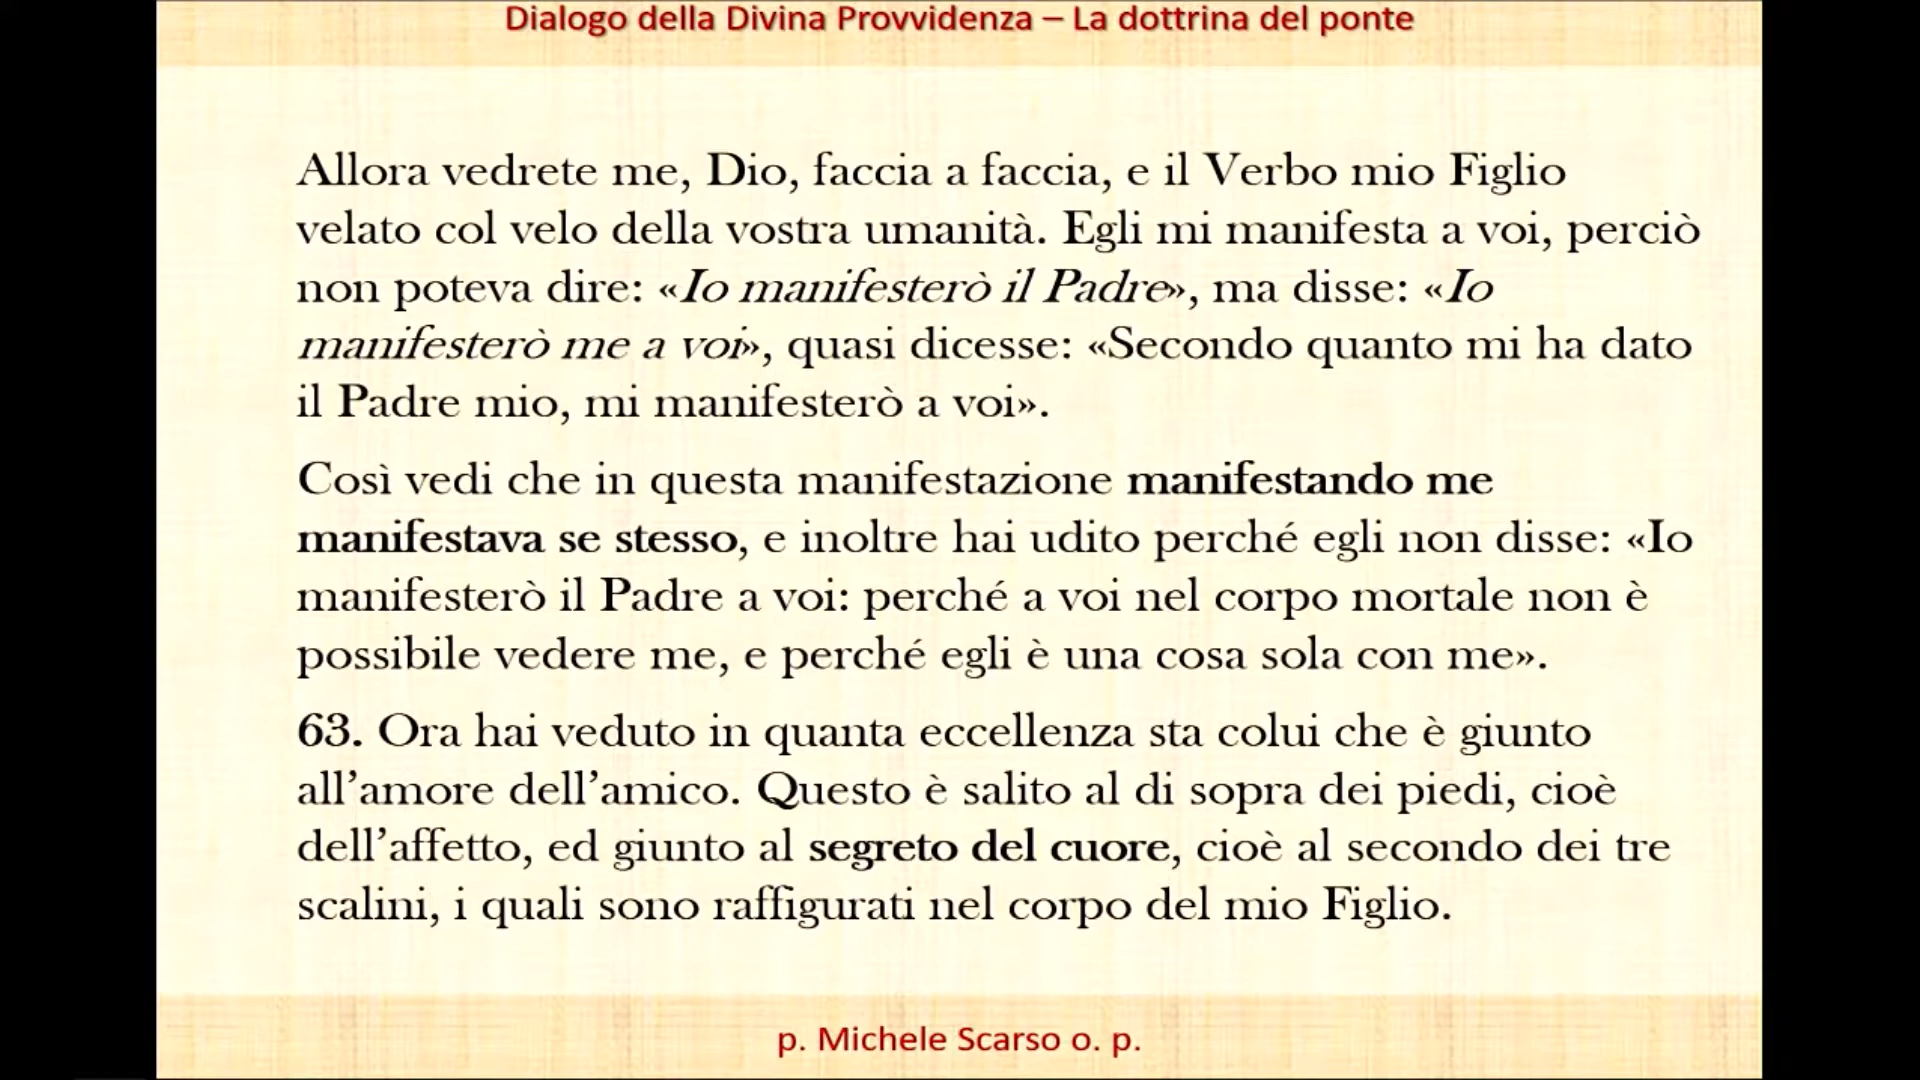 Dialogo della Divina Provvidenza – La dottrina del ponte
Allora vedrete me, Dio, faccia a faccia, e il Verbo mio Figlio
velato col velo della vostra umanità. Egli mi manifesta a voi, perciò
non poteva dire: «Io manifesterò il Padre», ma disse: «Io
manifesterò me a voi», quasi dicesse: «Secondo quanto mi ha dato
il Padre mio, mi manifesterò a voi».
Così vedi che in questa manifestazione manifestando me
manifestava se stesso, e inoltre hai udito perché egli non disse: «Io
manifesterò il Padre a voi: perché a voi nel corpo mortale non è
possibile vedere me, e perché egli è una cosa sola con me».
63. Ora hai veduto in quanta eccellenza sta colui che è giunto
all’amore dell’amico. Questo è salito al di sopra dei piedi, cioè
dell’affetto, ed giunto al segreto del cuore, cioè al secondo dei tre
scalini, i quali sono raffigurati nel corpo del mio Figlio.
p. Michele Scarso o. p.